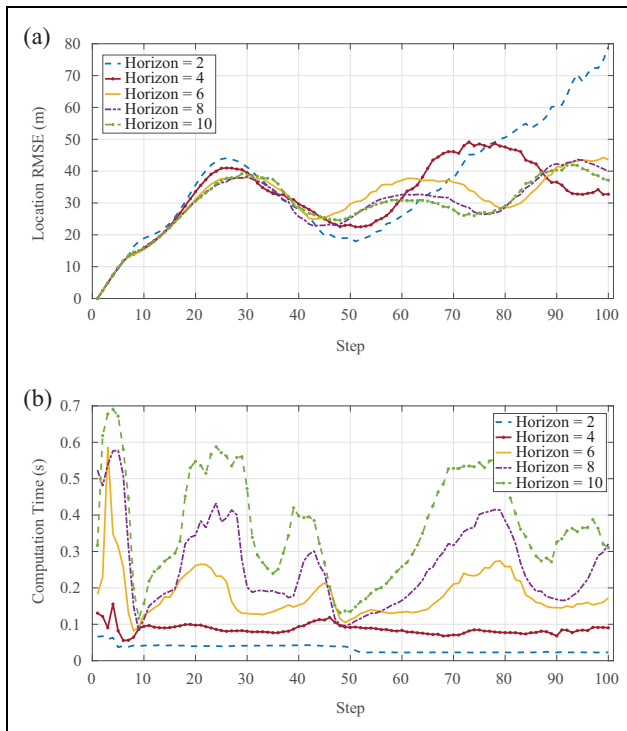 (a)
80
70
60
50
40
30
20
10
0
Location RMSE (m)
Horizon = 2
Horizon = 4
Horizon = 6
Horizon = 8
Horizon = 10
0 10 20 30 40 50 60 70 80 90 100
Step
(b)
0.7
0.6
0.5
0.4
0.3
0.2
0.1
0
Computation Time (s)
Horizon = 2
Horizon = 4
Horizon = 6
Horizon = 8
Horizon = 10
0 10 20 30 40 50 60 70 80 90 100
Step